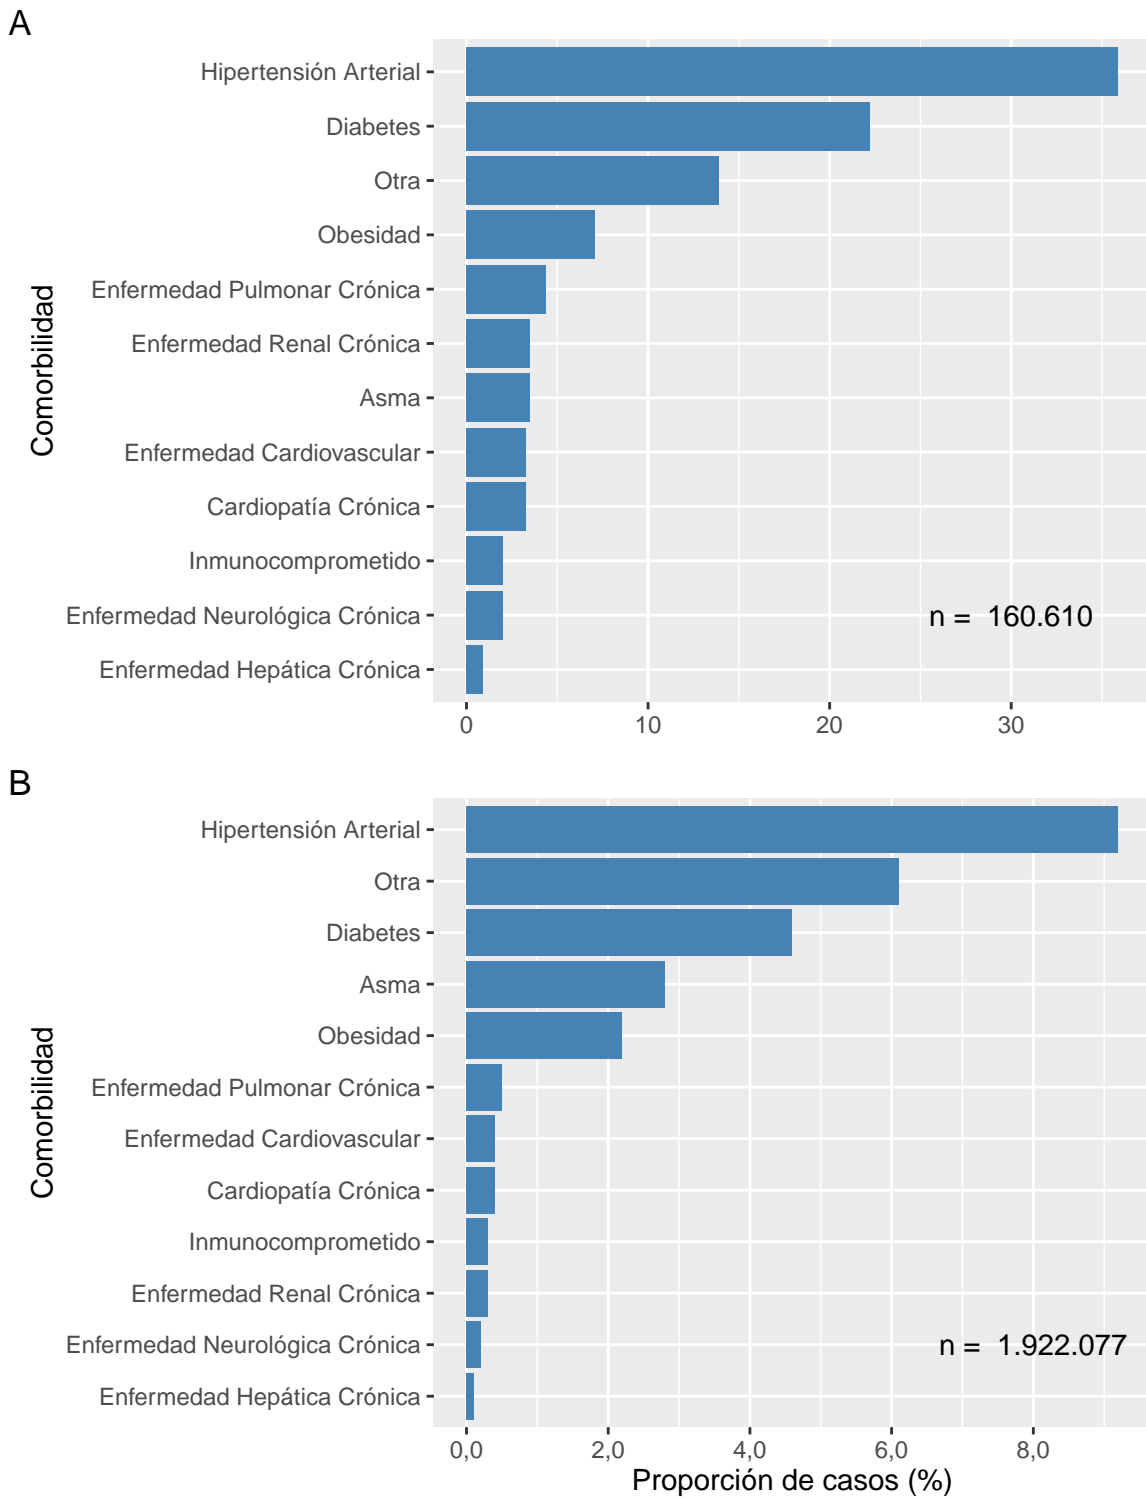 A
Hipertensión Arterial
Diabetes
Otra
Obesidad
Enfermedad Pulmonar Crónica
Enfermedad Renal Crónica
Asma
Enfermedad Cardiovascular
Cardiopatía Crónica
Inmunocomprometido
Enfermedad Neurológica Crónica
Enfermedad Hepática Crónica
Comorbilidad
n = 160.610
0 10 20 30
B
Hipertensión Arterial
Otra
Diabetes
Asma
Obesidad
Enfermedad Pulmonar Crónica
Enfermedad Cardiovascular
Cardiopatía Crónica
Inmunocomprometido
Enfermedad Renal Crónica
Enfermedad Neurológica Crónica
Enfermedad Hepática Crónica
Comorbilidad
n = 1.922.077
0,0 2,0 4,0 6,0 8,0
Proporción de casos (%)